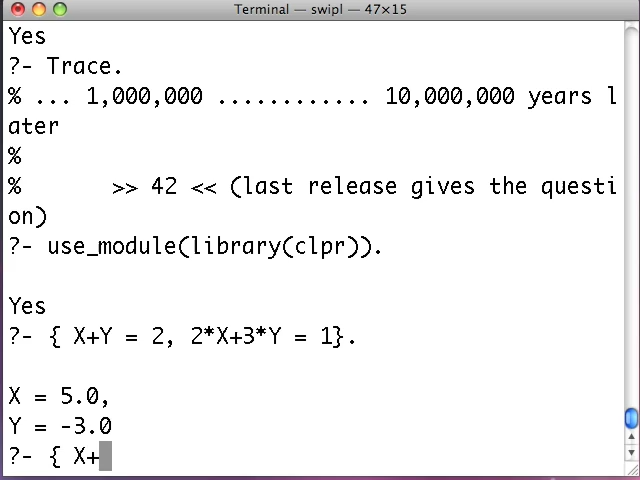 Terminal — swipl — 47×15
Yes
?- Trace.
% ... 1,000,000 ............ 10,000,000 years l
ater
%
%       >> 42 << (last release gives the questi
on)
?- use_module(library(clpr)).
Yes
?- { X+Y = 2, 2*X+3*Y = 1}.
X = 5.0,
Y = -3.0
?- { X+